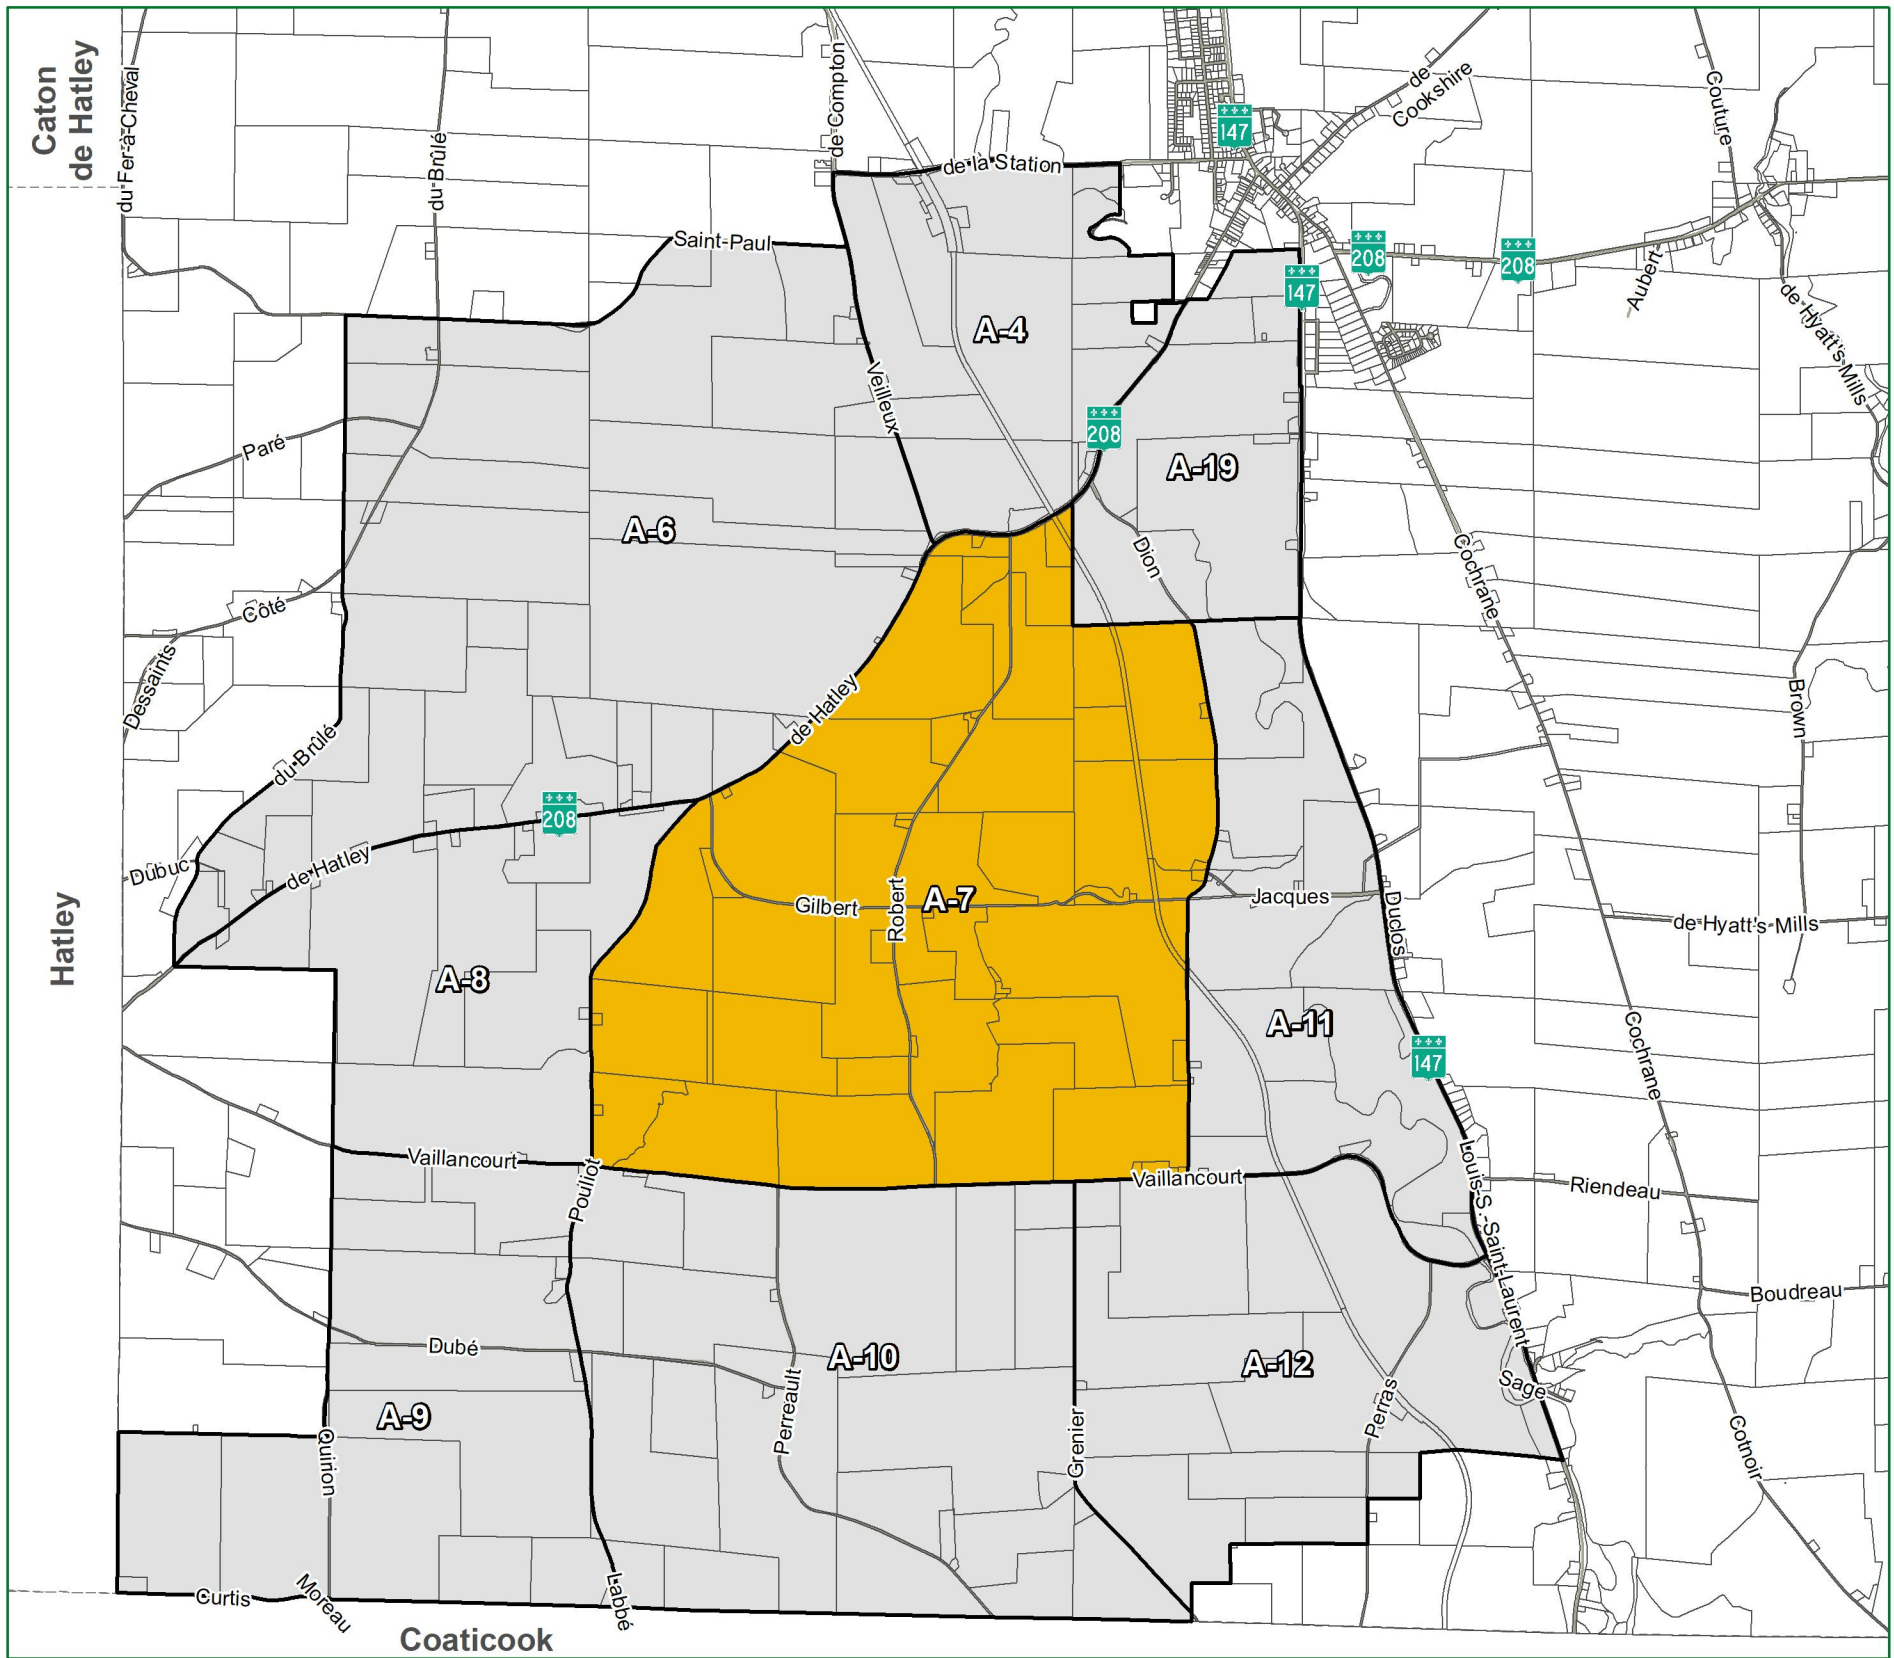 Caton
de Hatley
du Fer-à-Cheval
du Brûlé
de Compton
de la Station
147
de
Cookshire
Couture
Saint-Paul
208
208
147
Aubert
de Hyatt's-Mills
A-4
Veilleux
208
A-19
Paré
A-6
Dion
Cochrane
Côté
Dessaints
de Hatley
Brown
du Brûlé
208
de Hatley
Dubuc
Gilbert
Robert
A-7
Jacques
Duclos
de Hyatt's-Mills
Hatley
A-8
A-11
147
Cochrane
Vaillancourt
Pouliot
Vaillancourt
Louis-S.-Saint-Laurent
Riendeau
Boudreau
Dubé
A-10
A-12
Perreault
Sage
Perras
A-9
Quirion
Grenier
Cotnoir
Curtis
Moreau
Labbé
Coaticook